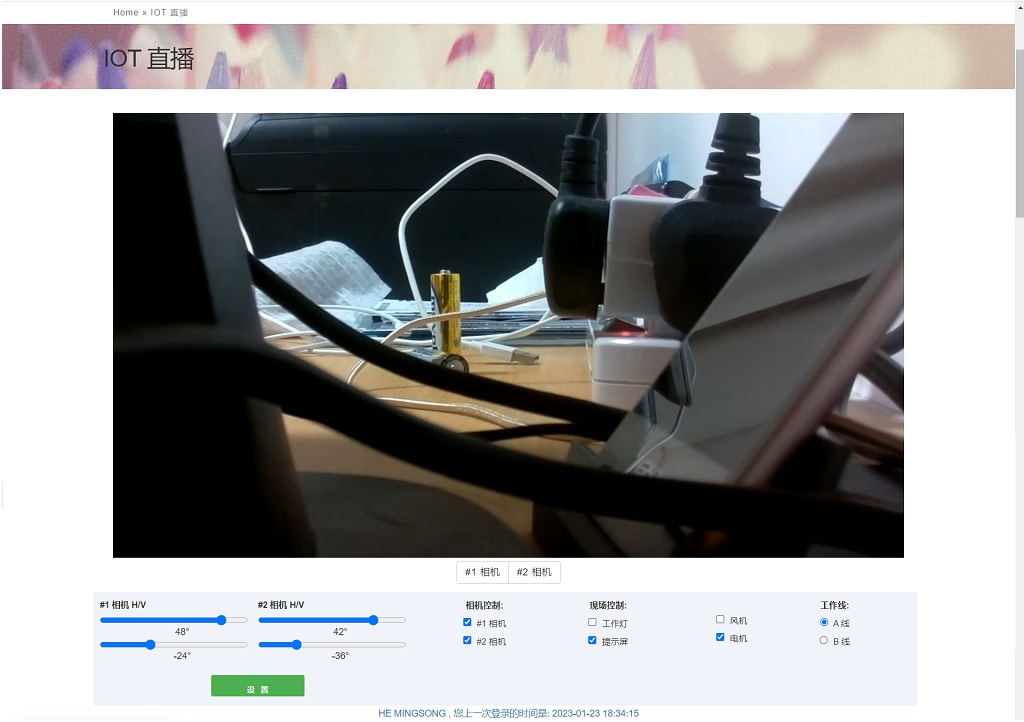 Home » IOT 直播
IOT 直播
#1 相机 #2 相机
#1 相机 H/V #2 相机 H/V 相机控制: 现场控制: 工作线:
48° 42° #1 相机 工作灯 风机 A 线
-24° -36° #2 相机 提示屏 电机 B 线
设 置
HE MINGSONG , 您上一次登录的时间是: 2023-01-23 18:34:15